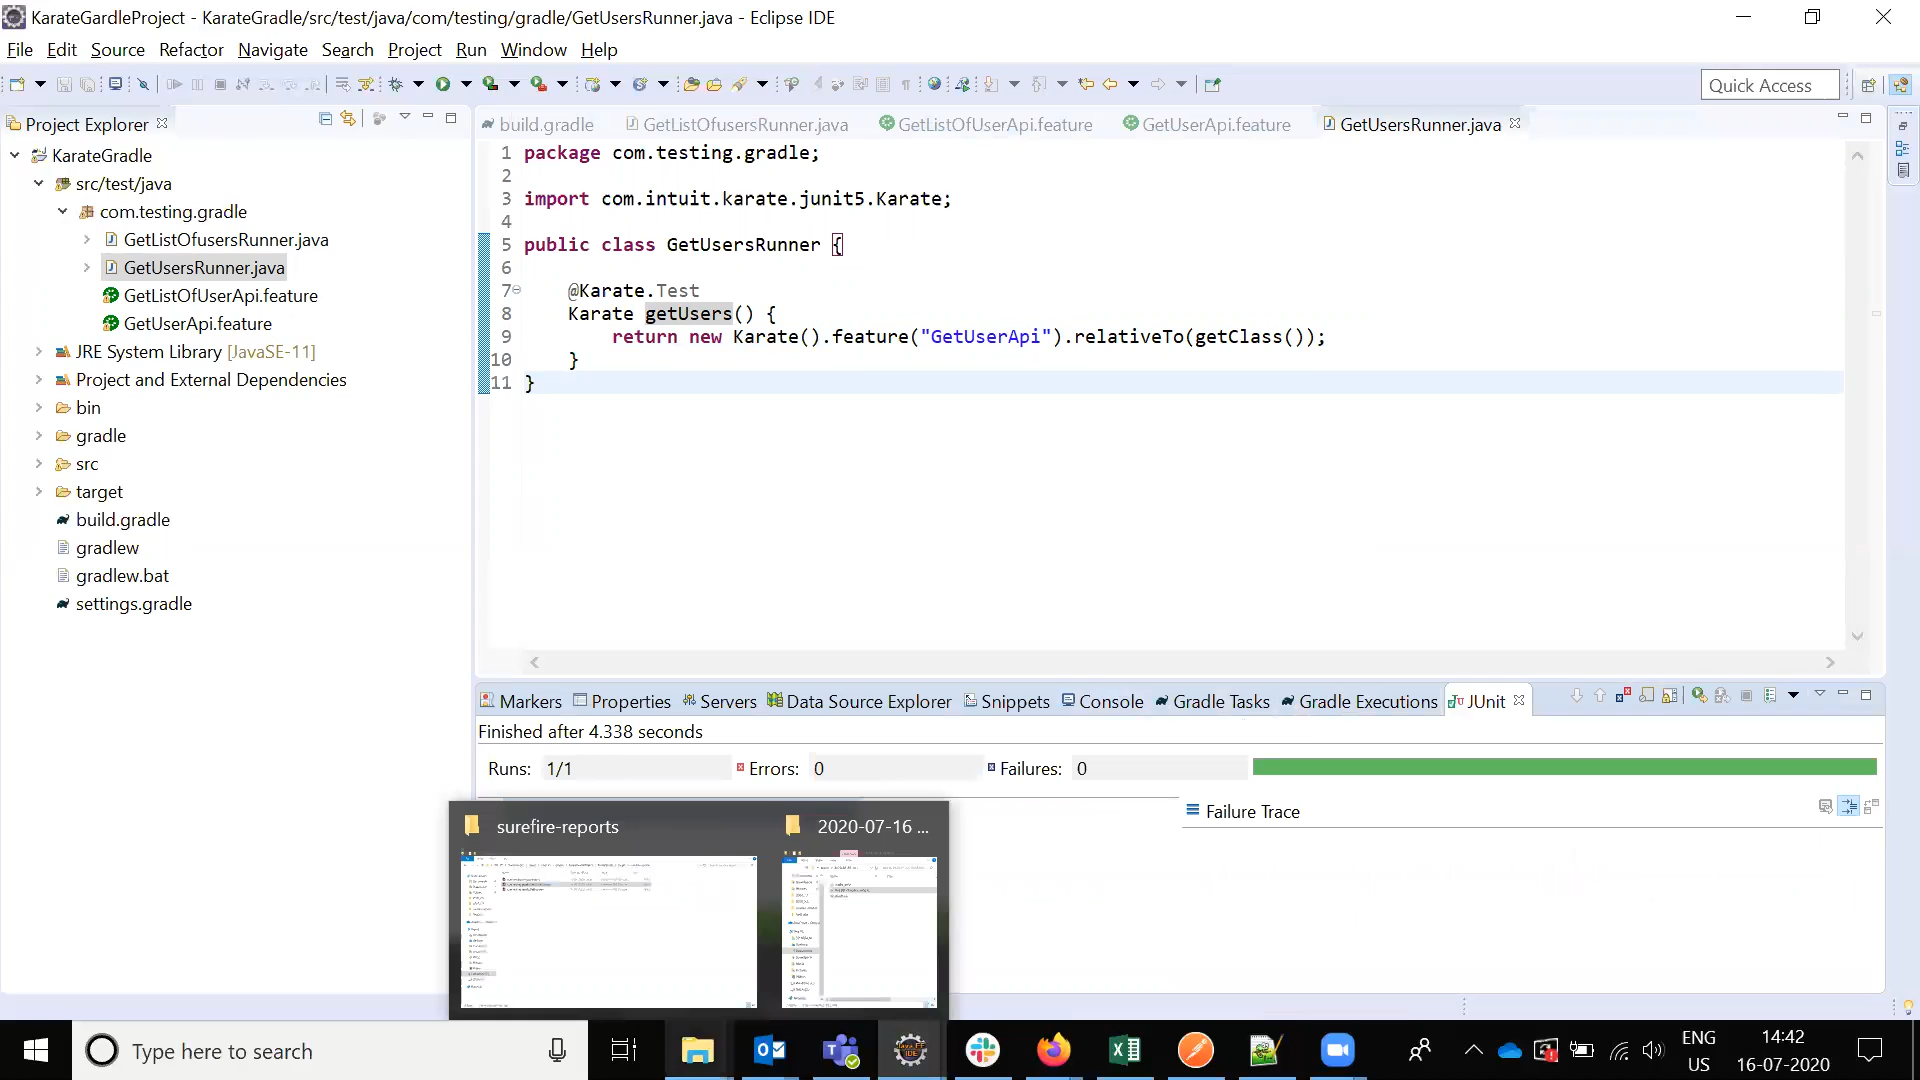 KarateGardleProject - KarateGradle/src/test/java/com/testing/gradle/GetUsersRunner.java - Eclipse IDE
File Edit Source Refactor Navigate Search Project Run Window Help
Quick Access
Project Explorer
KarateGradle
src/test/java
com.testing.gradle
GetListOfusersRunner.java
GetUsersRunner.java
GetListOfUserApi.feature
GetUserApi.feature
JRE System Library [JavaSE-11]
Project and External Dependencies
bin
gradle
src
target
build.gradle
gradlew
gradlew.bat
settings.gradle
build.gradle GetListOfusersRunner.java GetListOfUserApi.feature GetUserApi.feature GetUsersRunner.java
1 package com.testing.gradle;
2
3 import com.intuit.karate.junit5.Karate;
4
5 public class GetUsersRunner {
6
7 @Karate.Test
8 Karate getUsers() {
9 return new Karate().feature("GetUserApi").relativeTo(getClass());
10 }
11 }
Markers Properties Servers Data Source Explorer Snippets Console Gradle Tasks Gradle Executions JUnit
Finished after 4.338 seconds
Runs: 1/1 Errors: 0 Failures: 0
Failure Trace
surefire-reports 2020-07-16 ...
Type here to search
ENG
US
14:42
16-07-2020